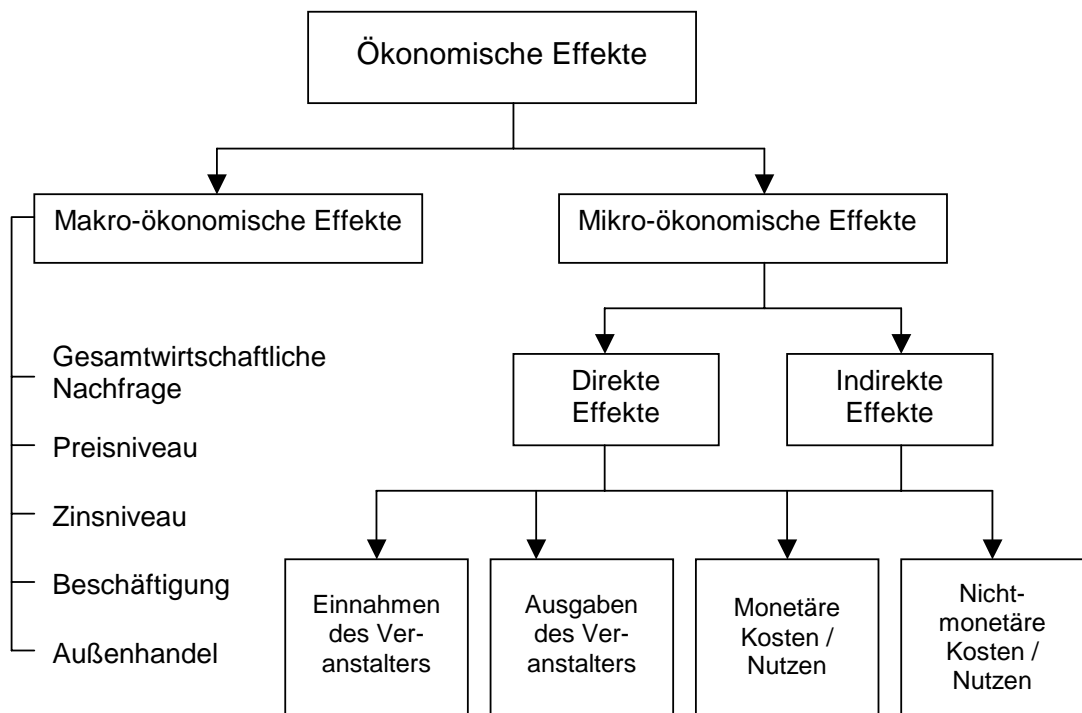 Ökonomische Effekte
Makro-ökonomische Effekte
Mikro-ökonomische Effekte
Gesamtwirtschaftliche
Nachfrage
Preisniveau
Zinsniveau
Beschäftigung
Außenhandel
Direkte
Effekte
Indirekte
Effekte
Einnahmen
des Ver-
anstalters
Ausgaben
des Ver-
anstalters
Monetäre
Kosten /
Nutzen
Nicht-
monetäre
Kosten /
Nutzen